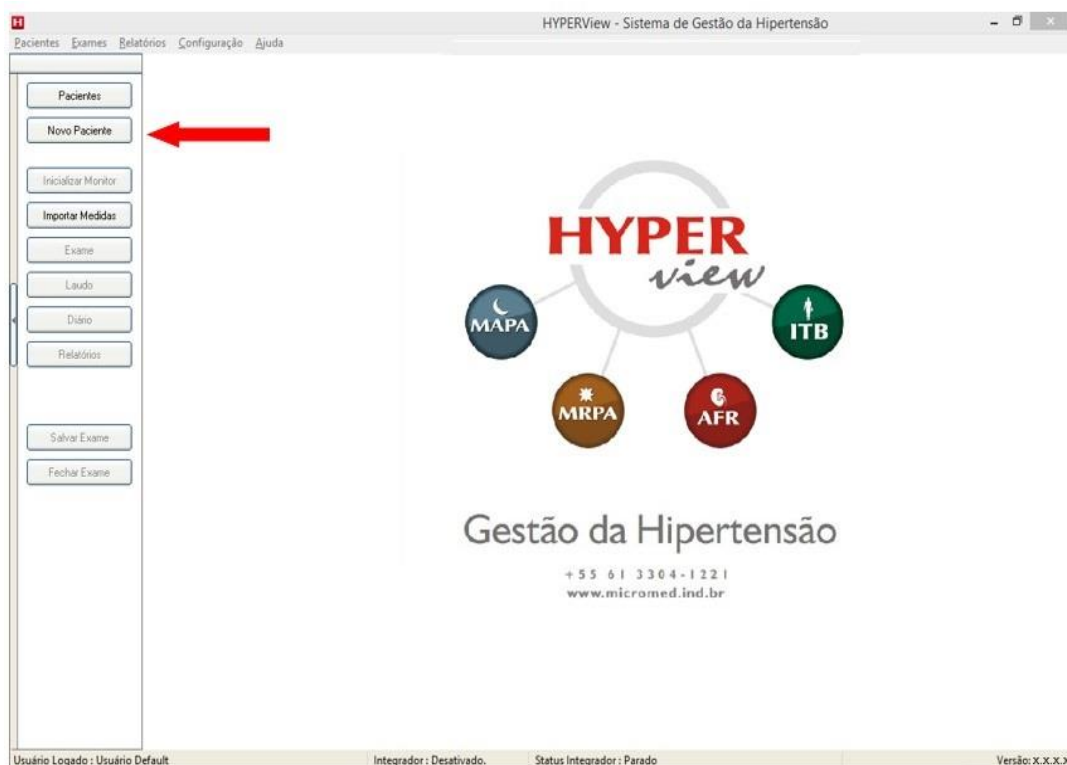 HYPERView - Sistema de Gestão da Hipertensão
Pacientes Exames Relatórios Configuração Ajuda
Pacientes
Novo Paciente
Inicializar Monitor
Importar Medidas
Exame
Laudo
Diário
Relatórios
Salvar Exame
Fechar Exame
HYPER
view
MAPA
ITB
MRPA
AFR
Gestão da Hipertensão
+55 61 3304-1221
www.micromed.ind.br
Usuário Logado : Usuário Default Integrador : Desativado. Status Integrador : Parado Versão: X.X.X.X